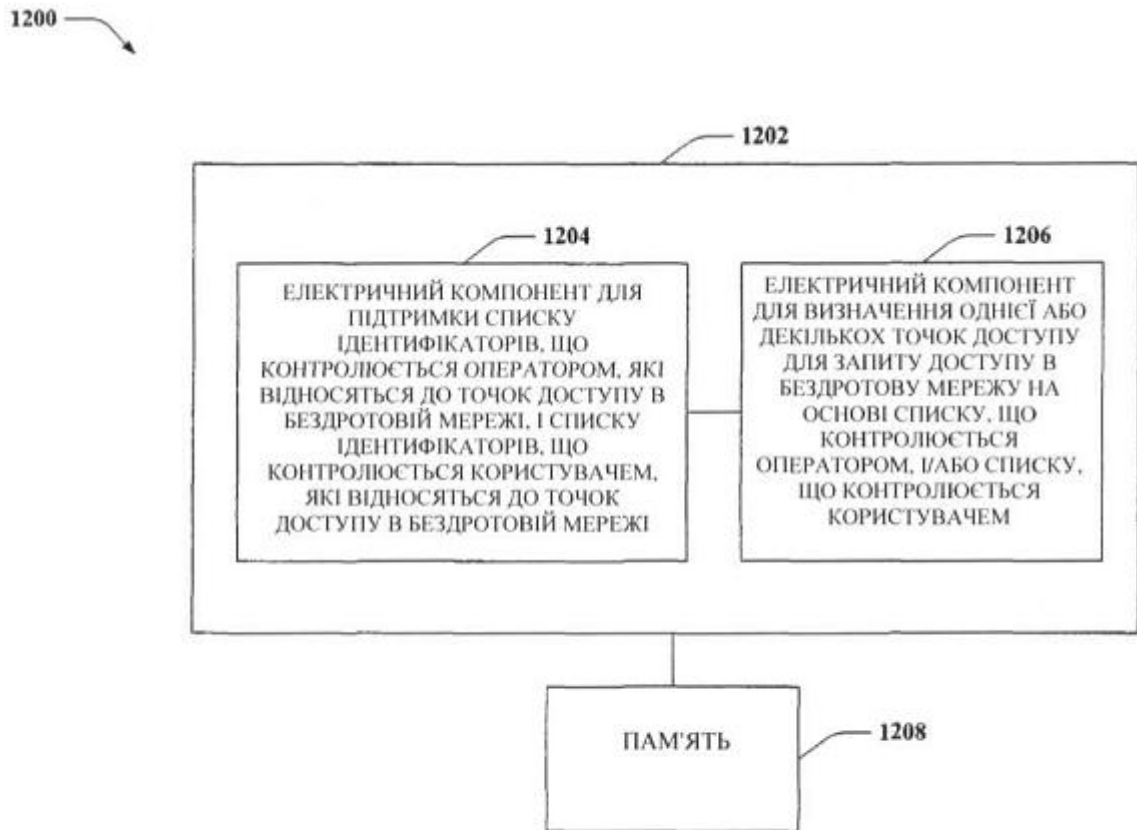 1200
1202
1204
ЕЛЕКТРИЧНИЙ КОМПОНЕНТ ДЛЯ
ПІДТРИМКИ СПИСКУ
ІДЕНТИФІКАТОРІВ, ЩО
КОНТРОЛЮЄТЬСЯ ОПЕРАТОРОМ, ЯКІ
ВІДНОСЯТЬСЯ ДО ТОЧОК ДОСТУПУ В
БЕЗДРОТОВІЙ МЕРЕЖІ, І СПИСКУ
ІДЕНТИФІКАТОРІВ, ЩО
КОНТРОЛЮЄТЬСЯ КОРИСТУВАЧЕМ,
ЯКІ ВІДНОСЯТЬСЯ ДО ТОЧОК
ДОСТУПУ В БЕЗДРОТОВІЙ МЕРЕЖІ
1206
ЕЛЕКТРИЧНИЙ КОМПОНЕНТ
ДЛЯ ВИЗНАЧЕННЯ ОДНІЄЇ АБО
ДЕКІЛЬКОХ ТОЧОК ДОСТУПУ
ДЛЯ ЗАПИТУ ДОСТУПУ В
БЕЗДРОТОВУ МЕРЕЖУ НА
ОСНОВІ СПИСКУ, ЩО
КОНТРОЛЮЄТЬСЯ
ОПЕРАТОРОМ, І/АБО СПИСКУ,
ЩО КОНТРОЛЮЄТЬСЯ
КОРИСТУВАЧЕМ
ПАМ'ЯТЬ
1208